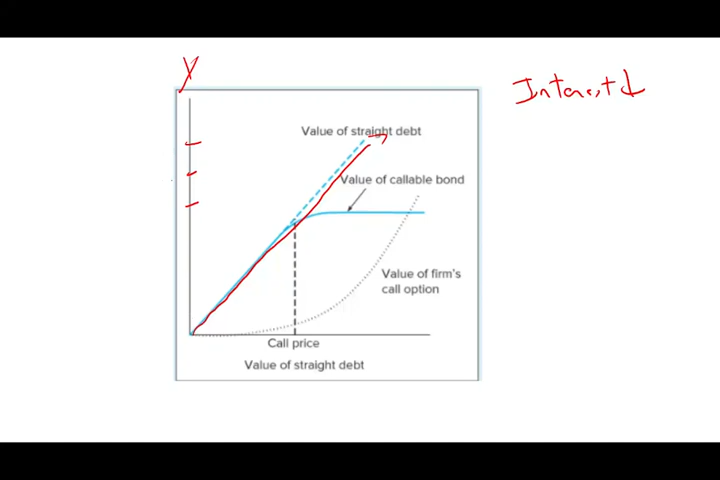 Y
Interest ↓
Value of straight debt
Value of callable bond
Value of firm's
call option
Call price
Value of straight debt